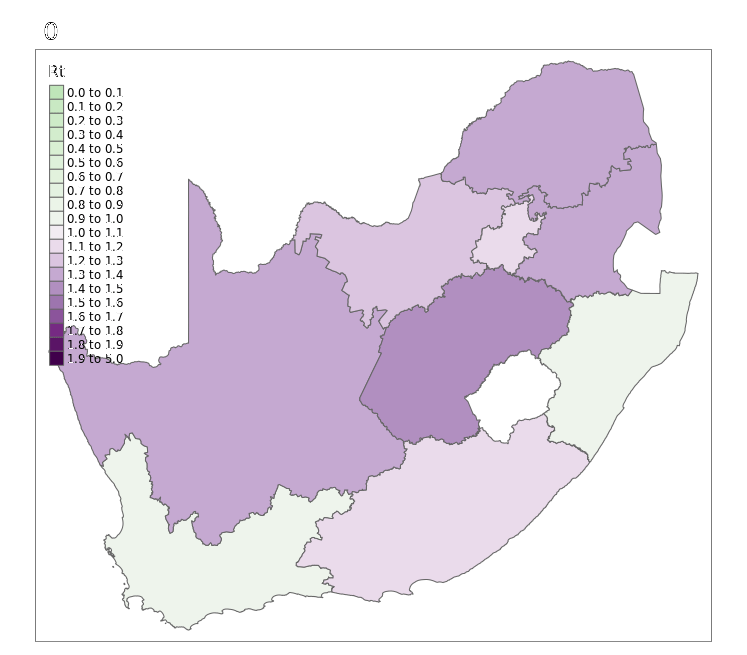 0
Rt
0.0 to 0.1
0.1 to 0.2
0.2 to 0.3
0.3 to 0.4
0.4 to 0.5
0.5 to 0.6
0.6 to 0.7
0.7 to 0.8
0.8 to 0.9
0.9 to 1.0
1.0 to 1.1
1.1 to 1.2
1.2 to 1.3
1.3 to 1.4
1.4 to 1.5
1.5 to 1.6
1.6 to 1.7
1.7 to 1.8
1.8 to 1.9
1.9 to 5.0